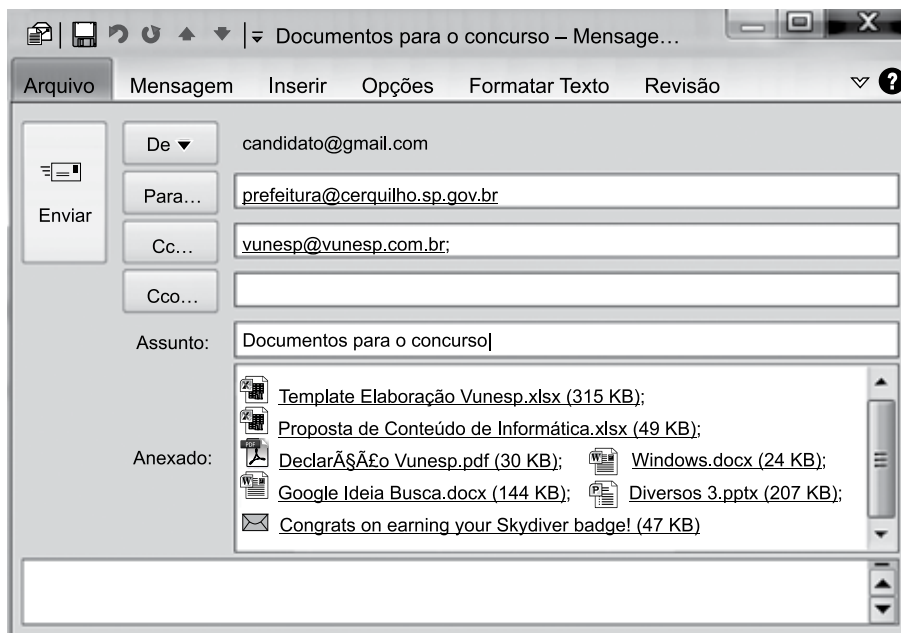 Documentos para o concurso – Mensage...
Arquivo Mensagem Inserir Opções Formatar Texto Revisão
De candidato@gmail.com
Enviar
Para... prefeitura@cerquilho.sp.gov.br
Cc... vunesp@vunesp.com.br;
Cco...
Assunto: Documentos para o concurso
Anexado:
Template Elaboração Vunesp.xlsx (315 KB);
Proposta de Conteúdo de Informática.xlsx (49 KB);
DeclarÃ§Ã£o Vunesp.pdf (30 KB); Windows.docx (24 KB);
Google Ideia Busca.docx (144 KB); Diversos 3.pptx (207 KB);
Congrats on earning your Skydiver badge! (47 KB)